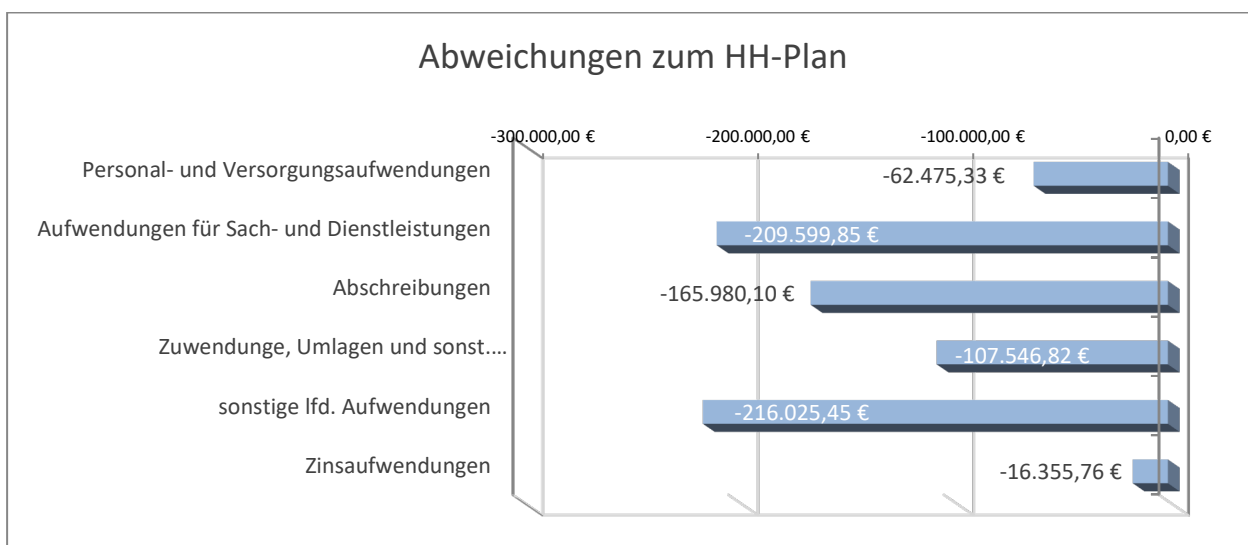 Abweichungen zum HH-Plan
-300.000,00 € -200.000,00 € -100.000,00 € 0,00 €
Personal- und Versorgungsaufwendungen -62.475,33 €
Aufwendungen für Sach- und Dienstleistungen -209.599,85 €
Abschreibungen -165.980,10 €
Zuwendunge, Umlagen und sonst.... -107.546,82 €
sonstige lfd. Aufwendungen -216.025,45 €
Zinsaufwendungen -16.355,76 €